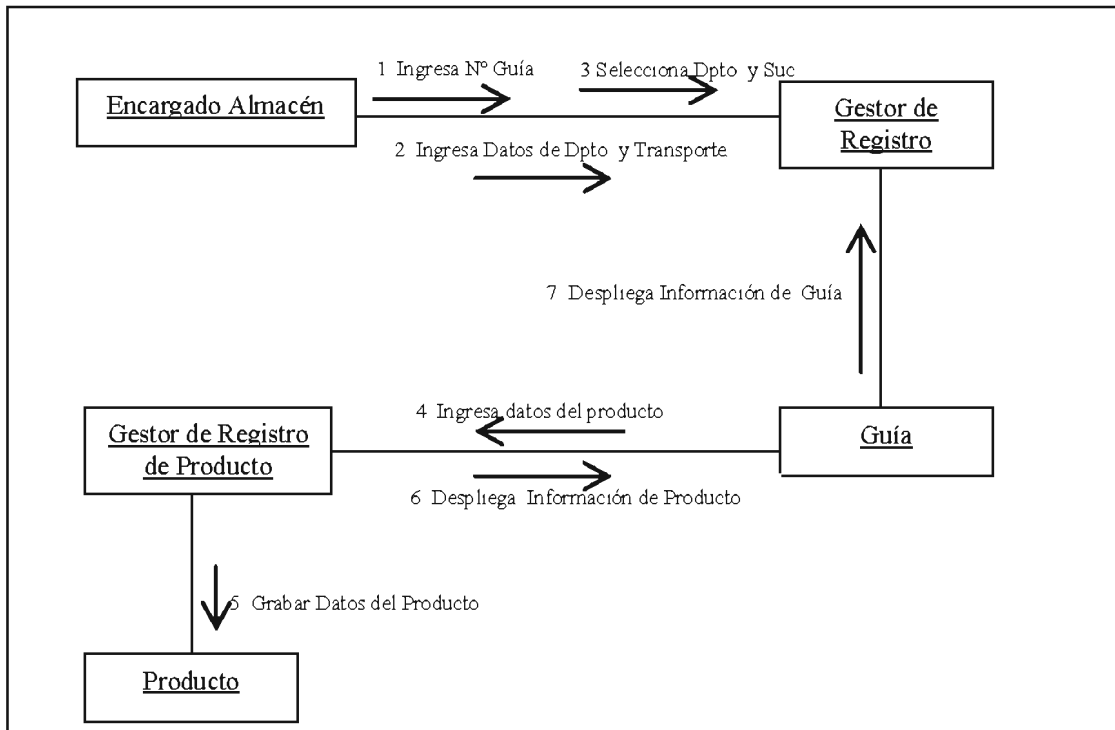 1 Ingresa Nº Guía
3 Selecciona Dpto y Suc
Encargado Almacén
Gestor de
Registro
2 Ingresa Datos de Dpto y Transporte
7 Despliega Información de Guía
4 Ingresa datos del producto
Gestor de Registro
de Producto
Guía
6 Despliega Información de Producto
5 Grabar Datos del Producto
Producto